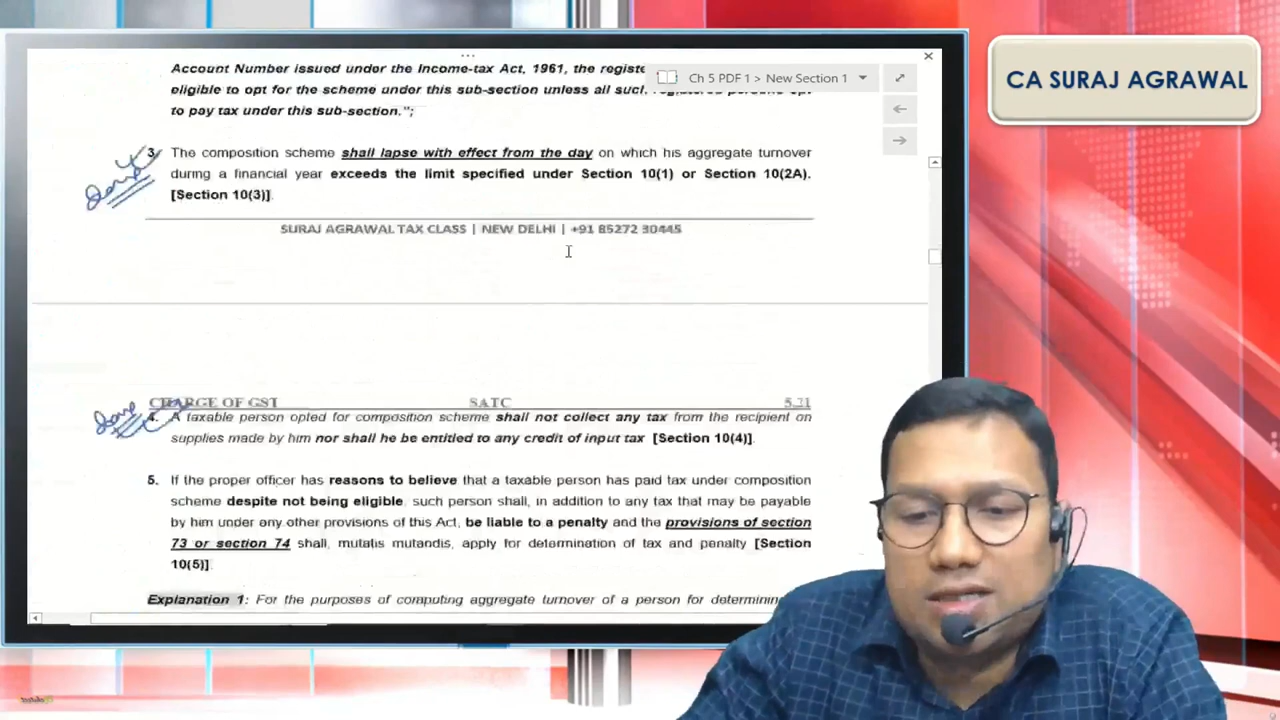 CA SURAJ AGRAWAL
Ch 5 PDF 1 > New Section 1
Account Number issued under the Income-tax Act, 1961, the registe
eligible to opt for the scheme under this sub-section unless all
to pay tax under this sub-section.";
3. The composition scheme shall lapse with effect from the day on which his aggregate turnover
during a financial year exceeds the limit specified under Section 10(1) or Section 10(2A).
[Section 10(3)].
Done
SURAJ AGRAWAL TAX CLASS | NEW DELHI | +91 85272 30445
CHARGE OF GST SATC
Done
4. A taxable person opted for composition scheme shall not collect any tax from the recipient on
supplies made by him nor shall he be entitled to any credit of input tax [Section 10(4)].
5. If the proper officer has reasons to believe that a taxable person has paid tax under composition
scheme despite not being eligible, such person shall, in addition to any tax that may be payable
by him under any other provisions of this Act, be liable to a penalty and the provisions of section
73 or section 74 shall, mutatis mutandis, apply for determination of tax and penalty [Section
10(5)].
Explanation 1: For the purposes of computing aggregate turnover of a person for determinin